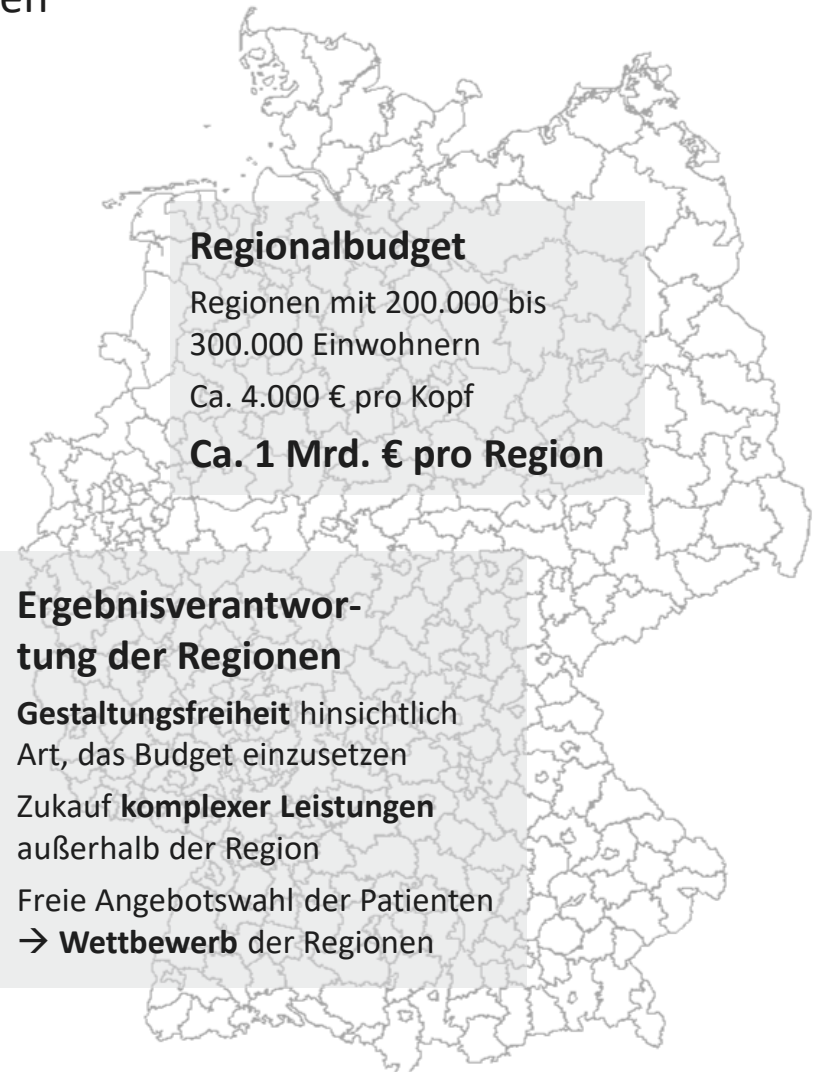 en
Regionalbudget
Regionen mit 200.000 bis
300.000 Einwohnern
Ca. 4.000 € pro Kopf
Ca. 1 Mrd. € pro Region
Ergebnisverantwor-
tung der Regionen
Gestaltungsfreiheit hinsichtlich
Art, das Budget einzusetzen
Zukauf komplexer Leistungen
außerhalb der Region
Freie Angebotswahl der Patienten
→ Wettbewerb der Regionen